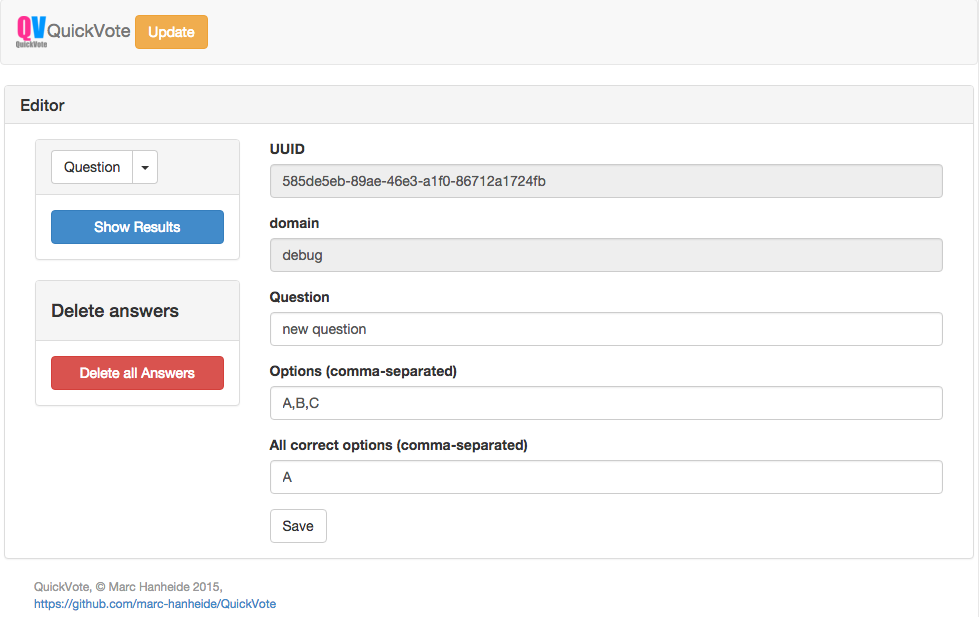 QV
QuickVote
QuickVote
Update
Editor
Question
Show Results
Delete answers
Delete all Answers
UUID
585de5eb-89ae-46e3-a1f0-86712a1724fb
domain
debug
Question
new question
Options (comma-separated)
A,B,C
All correct options (comma-separated)
A
Save
QuickVote, © Marc Hanheide 2015,
https://github.com/marc-hanheide/QuickVote